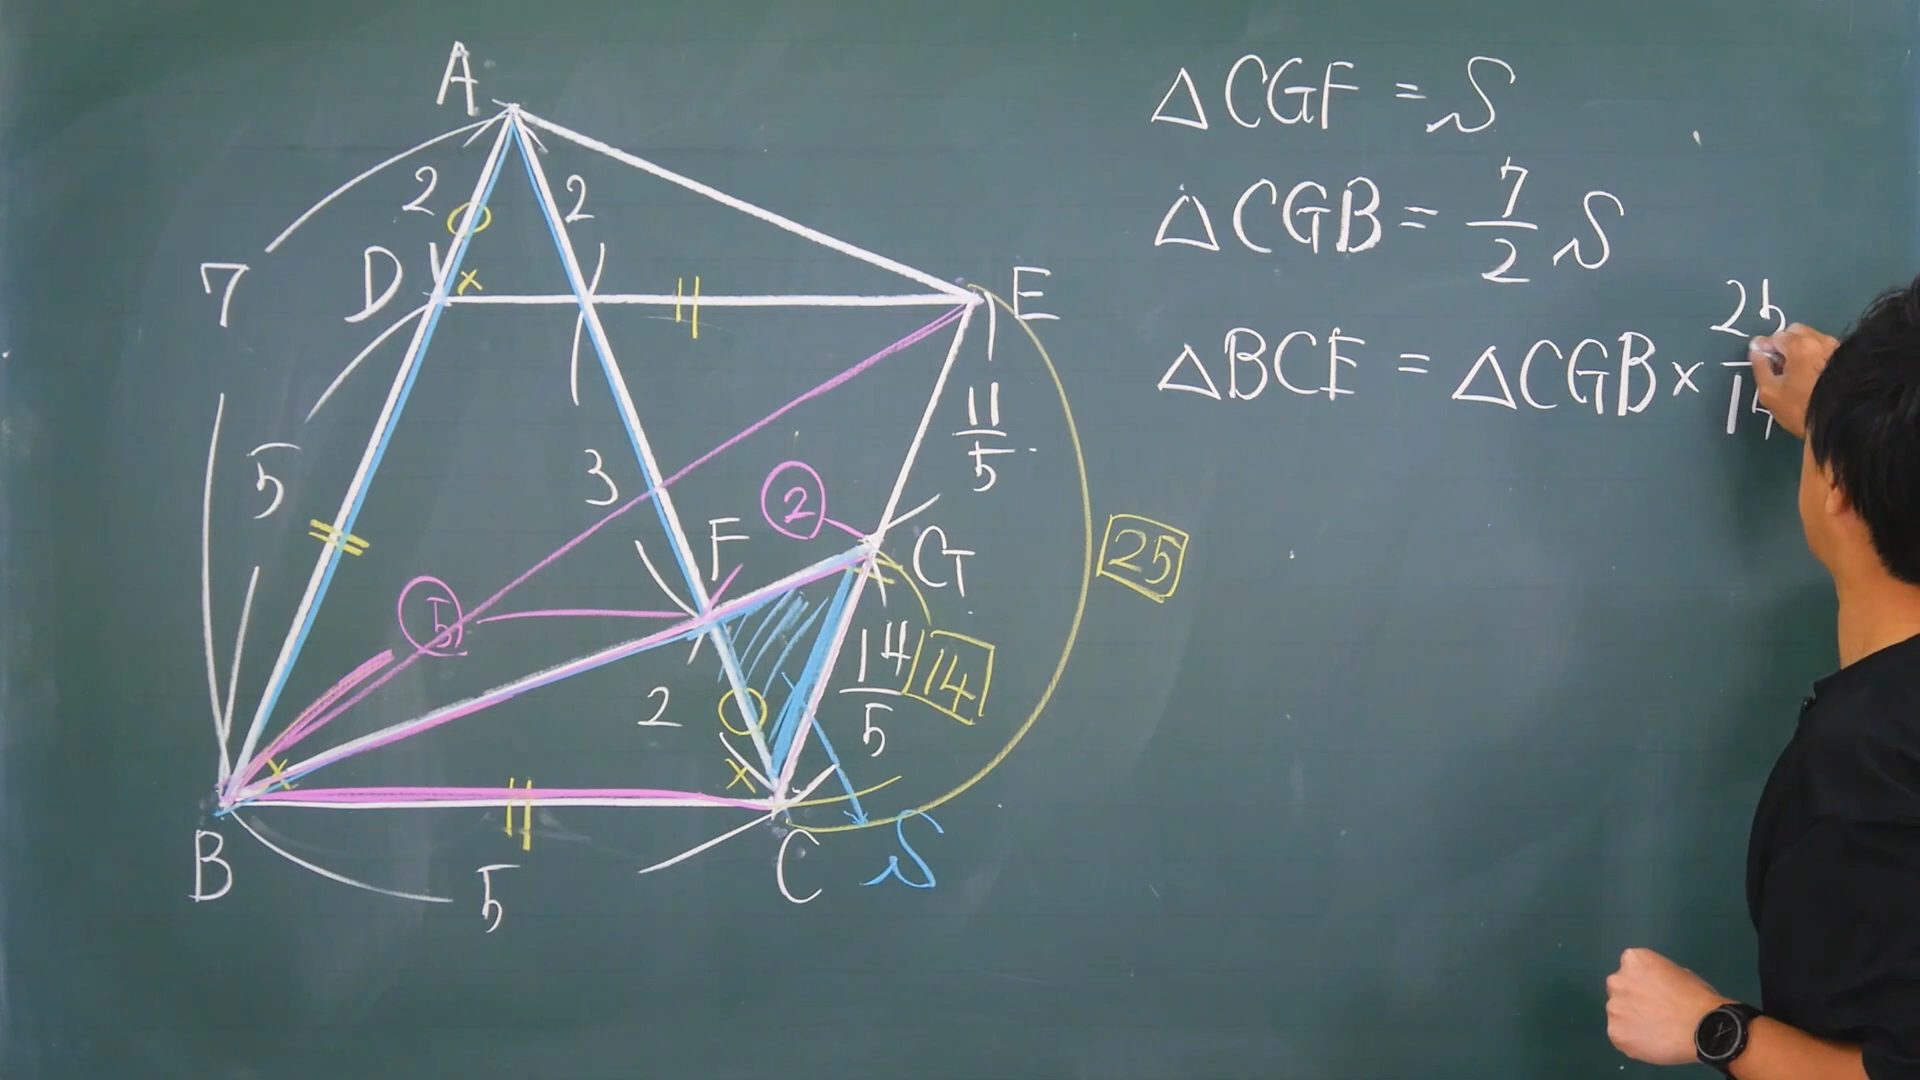 △CGF = S
△CGB = 7/2 S
△BCE = △CGB × 25/14
A
2
2
7
D
E
5
3
11/5
F
②
G
25
⑤
2
14/5
14
B
5
C
S